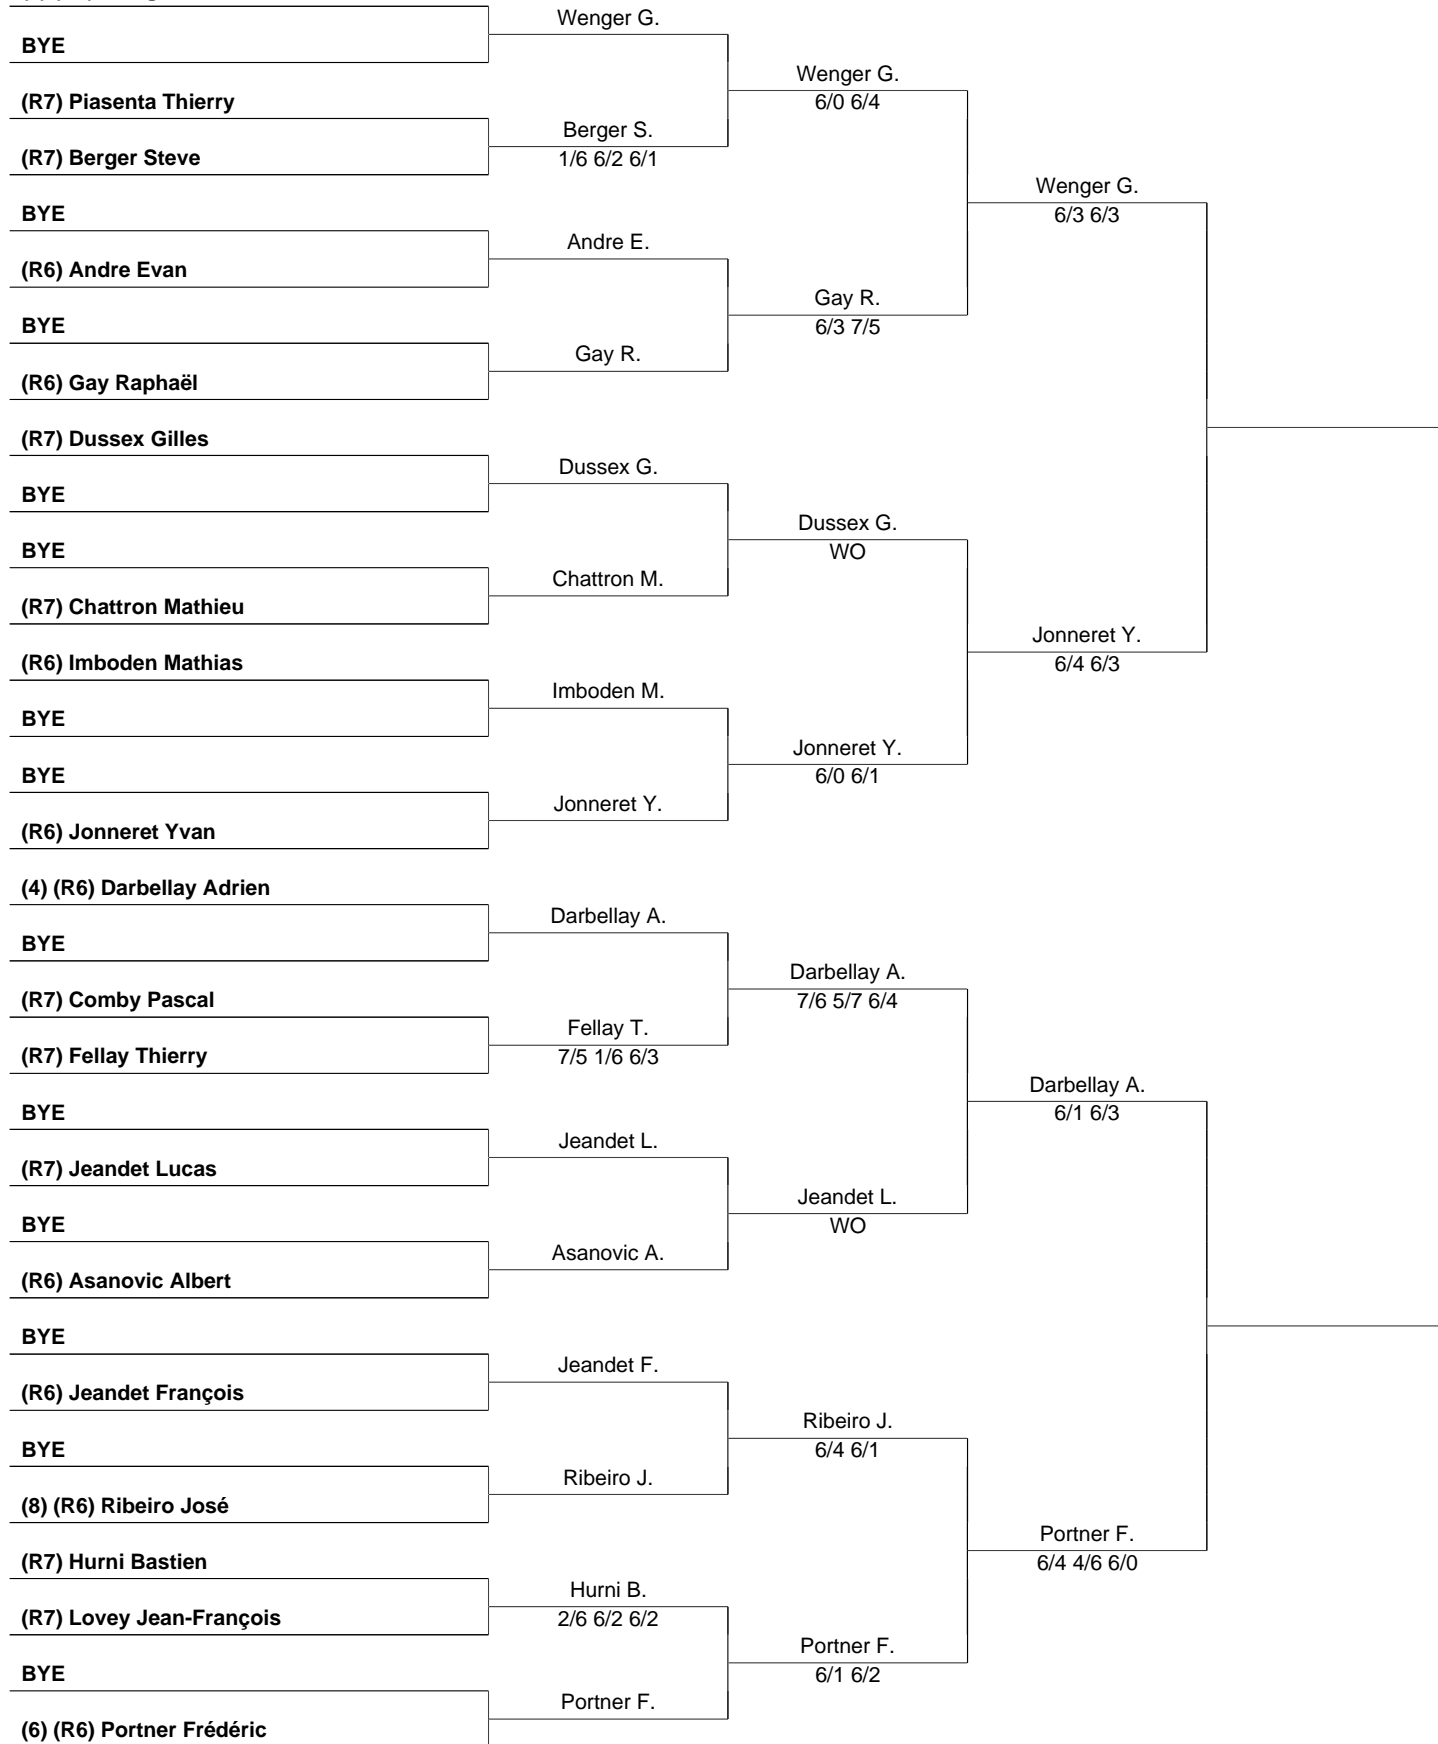 Wenger G.
BYE
Wenger G.
(R7) Piasenta Thierry
6/0 6/4
Berger S.
(R7) Berger Steve
1/6 6/2 6/1
Wenger G.
BYE
6/3 6/3
Andre E.
(R6) Andre Evan
Gay R.
BYE
6/3 7/5
Gay R.
(R6) Gay Raphaël
(R7) Dussex Gilles
Dussex G.
BYE
Dussex G.
BYE
WO
Chattron M.
(R7) Chattron Mathieu
Jonneret Y.
(R6) Imboden Mathias
6/4 6/3
Imboden M.
BYE
Jonneret Y.
BYE
6/0 6/1
Jonneret Y.
(R6) Jonneret Yvan
(4) (R6) Darbellay Adrien
Darbellay A.
BYE
Darbellay A.
(R7) Comby Pascal
7/6 5/7 6/4
Fellay T.
(R7) Fellay Thierry
7/5 1/6 6/3
Darbellay A.
BYE
6/1 6/3
Jeandet L.
(R7) Jeandet Lucas
Jeandet L.
BYE
WO
Asanovic A.
(R6) Asanovic Albert
BYE
Jeandet F.
(R6) Jeandet François
Ribeiro J.
BYE
6/4 6/1
Ribeiro J.
(8) (R6) Ribeiro José
Portner F.
(R7) Hurni Bastien
6/4 4/6 6/0
Hurni B.
(R7) Lovey Jean-François
2/6 6/2 6/2
Portner F.
BYE
6/1 6/2
Portner F.
(6) (R6) Portner Frédéric